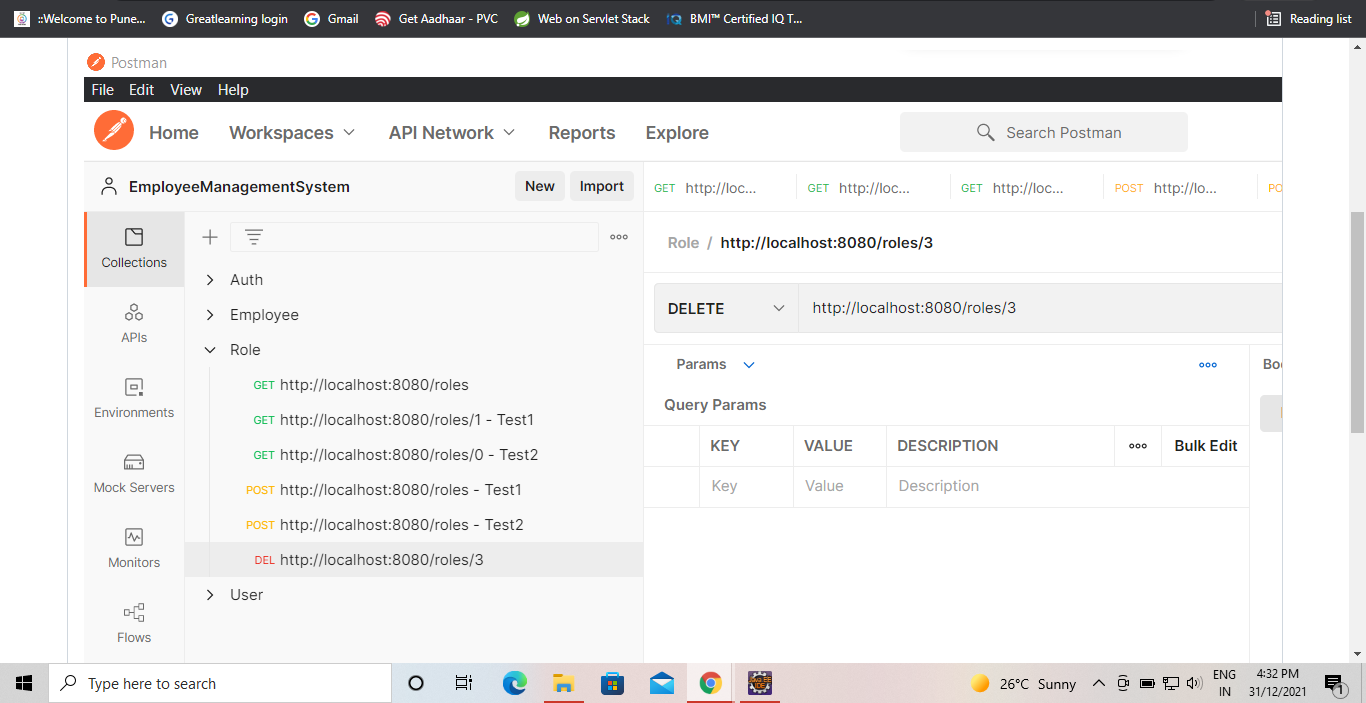 ::Welcome to Pune... Greatlearning login Gmail Get Aadhaar - PVC Web on Servlet Stack BMI™ Certified IQ T... Reading list
Postman
File Edit View Help
Home Workspaces API Network Reports Explore Search Postman
EmployeeManagementSystem New Import
GET http://loc... GET http://loc... GET http://loc... POST http://lo... PO
Collections
APIs
Environments
Mock Servers
Monitors
Flows
Auth
Employee
Role
GET http://localhost:8080/roles
GET http://localhost:8080/roles/1 - Test1
GET http://localhost:8080/roles/0 - Test2
POST http://localhost:8080/roles - Test1
POST http://localhost:8080/roles - Test2
DEL http://localhost:8080/roles/3
User
Role / http://localhost:8080/roles/3
DELETE http://localhost:8080/roles/3
Params
Query Params
KEY VALUE DESCRIPTION Bulk Edit
Key Value Description
Type here to search
26°C Sunny
ENG
IN
4:32 PM
31/12/2021
1